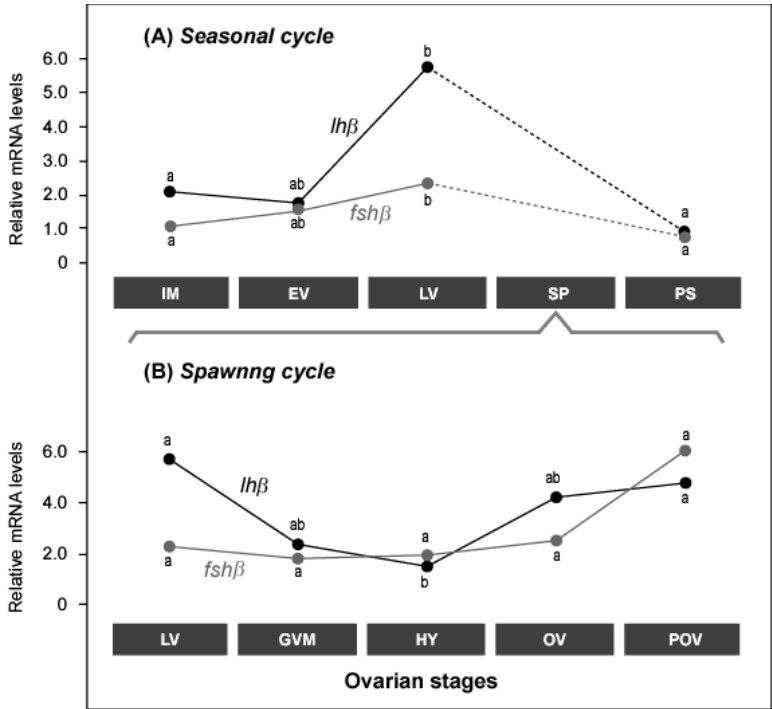 (A) Seasonal cycle
Relative mRNA levels
6.0
5.0
4.0
3.0
2.0
1.0
0
b
lhβ
a
ab
a
fshβ
b
a
ab
a
IM EV LV SP PS
(B) Spawnng cycle
Relative mRNA levels
6.0
4.0
2.0
0
a
a
lhβ
ab
ab
a
a
fshβ
a
a
b
a
LV GVM HY OV POV
Ovarian stages